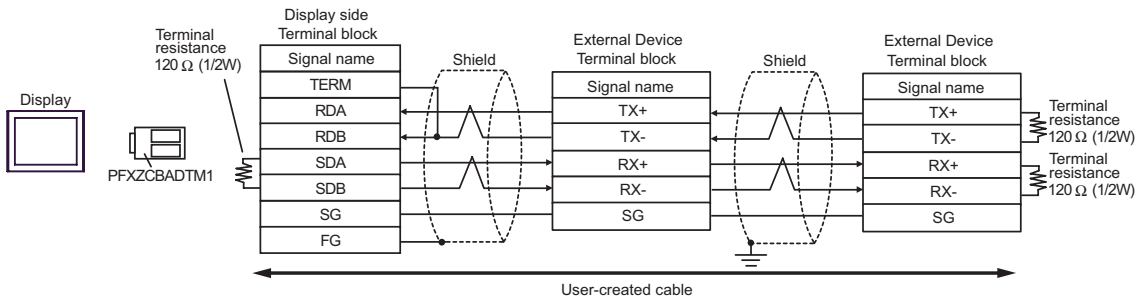 Display
PFXZCBADTM1
Terminal
resistance
120 Ω (1/2W)
Display side
Terminal block
Signal name
TERM
RDA
RDB
SDA
SDB
SG
FG
Shield
External Device
Terminal block
Signal name
TX+
TX-
RX+
RX-
SG
Shield
External Device
Terminal block
Signal name
TX+
TX-
RX+
RX-
SG
Terminal
resistance
120 Ω (1/2W)
Terminal
resistance
120 Ω (1/2W)
User-created cable